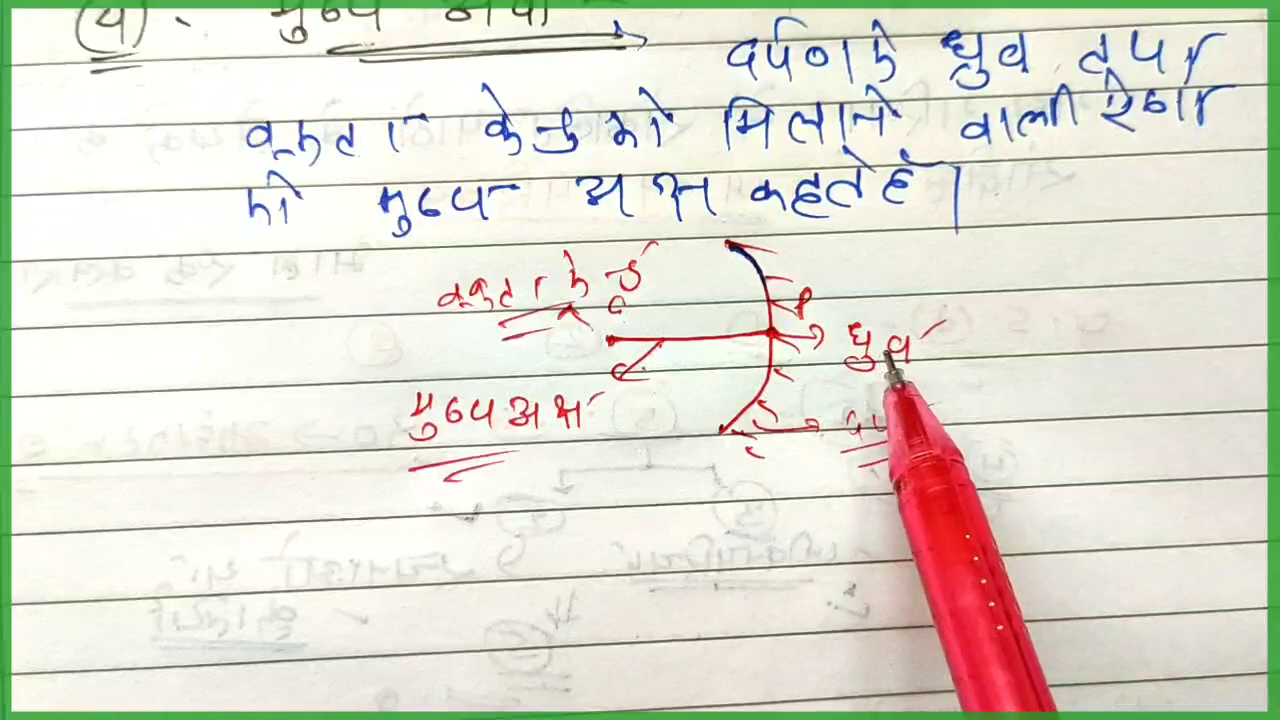 (4). मुख्य अक्ष
दर्पण के ध्रुव तथा
वक्रता केन्द्र को मिलाने वाली रेखा
को मुख्य अक्ष कहते हैं।
वक्रता केन्द्र
C
P
ध्रुव
मुख्य अक्ष